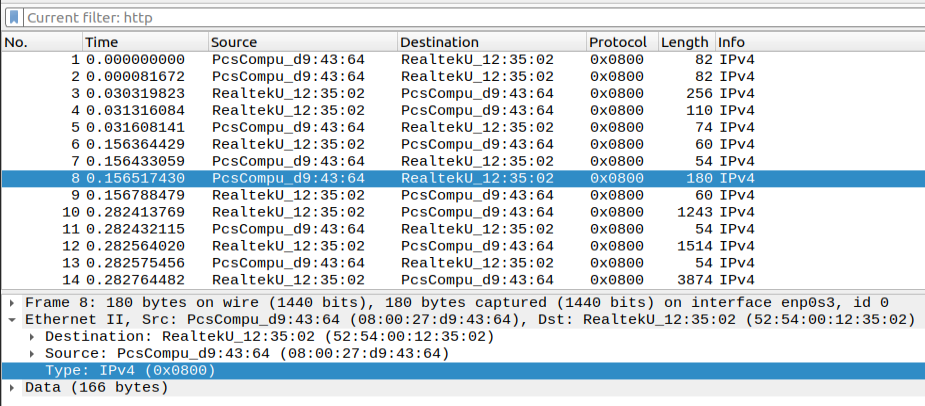 Current filter: http
No. Time Source Destination Protocol Length Info
1 0.000000000 PcsCompu_d9:43:64 RealtekU_12:35:02 0x0800 82 IPv4
2 0.000081672 PcsCompu_d9:43:64 RealtekU_12:35:02 0x0800 82 IPv4
3 0.030319823 RealtekU_12:35:02 PcsCompu_d9:43:64 0x0800 256 IPv4
4 0.031316084 RealtekU_12:35:02 PcsCompu_d9:43:64 0x0800 110 IPv4
5 0.031608141 PcsCompu_d9:43:64 RealtekU_12:35:02 0x0800 74 IPv4
6 0.156364429 RealtekU_12:35:02 PcsCompu_d9:43:64 0x0800 60 IPv4
7 0.156433059 PcsCompu_d9:43:64 RealtekU_12:35:02 0x0800 54 IPv4
8 0.156517430 PcsCompu_d9:43:64 RealtekU_12:35:02 0x0800 180 IPv4
9 0.156788479 RealtekU_12:35:02 PcsCompu_d9:43:64 0x0800 60 IPv4
10 0.282413769 RealtekU_12:35:02 PcsCompu_d9:43:64 0x0800 1243 IPv4
11 0.282432115 PcsCompu_d9:43:64 RealtekU_12:35:02 0x0800 54 IPv4
12 0.282564020 RealtekU_12:35:02 PcsCompu_d9:43:64 0x0800 1514 IPv4
13 0.282575456 PcsCompu_d9:43:64 RealtekU_12:35:02 0x0800 54 IPv4
14 0.282764482 RealtekU_12:35:02 PcsCompu_d9:43:64 0x0800 3874 IPv4
Frame 8: 180 bytes on wire (1440 bits), 180 bytes captured (1440 bits) on interface enp0s3, id 0
Ethernet II, Src: PcsCompu_d9:43:64 (08:00:27:d9:43:64), Dst: RealtekU_12:35:02 (52:54:00:12:35:02)
Destination: RealtekU_12:35:02 (52:54:00:12:35:02)
Source: PcsCompu_d9:43:64 (08:00:27:d9:43:64)
Type: IPv4 (0x0800)
Data (166 bytes)